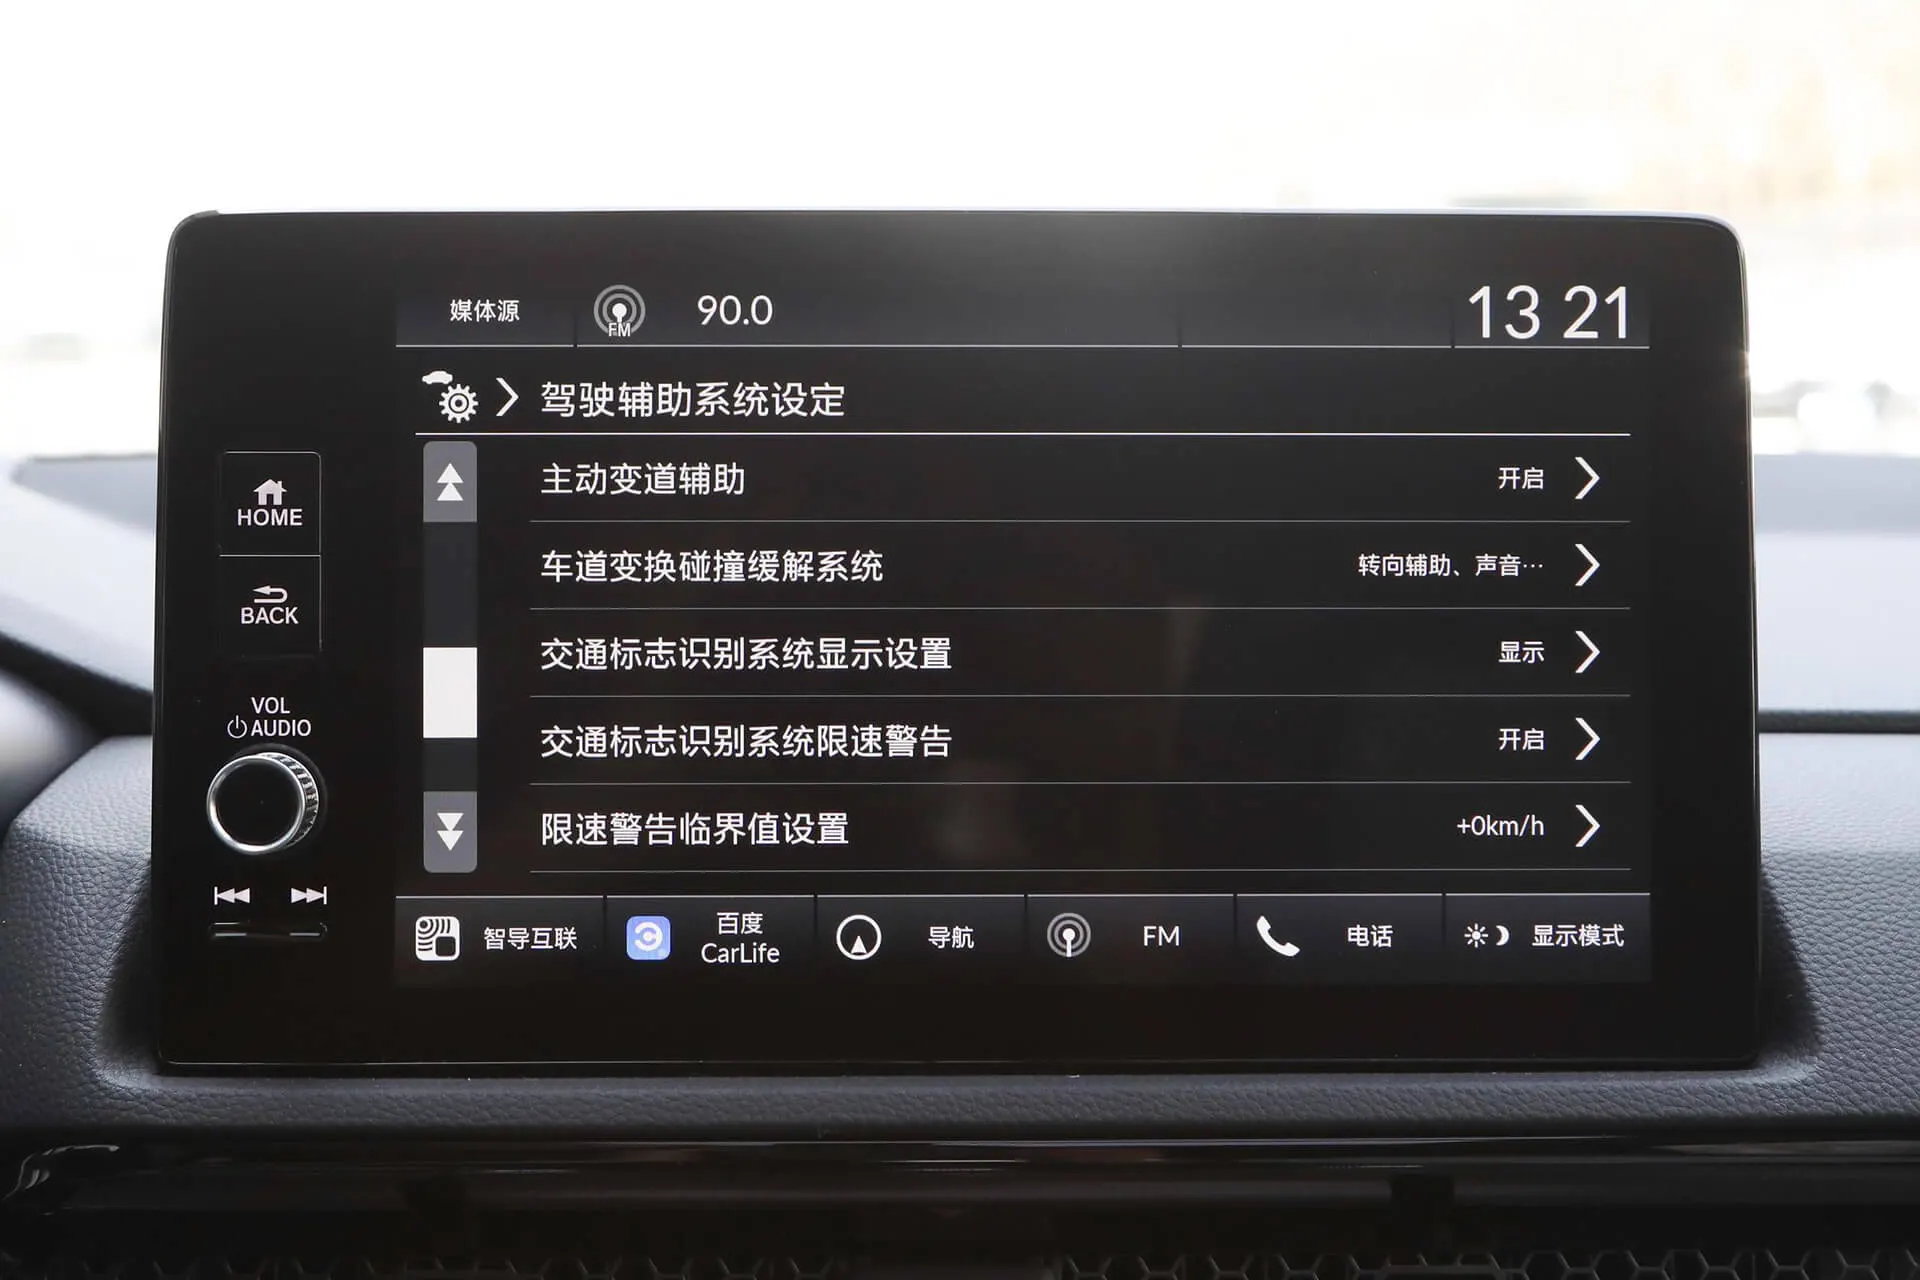 媒体源 FM 90.0 13 21
驾驶辅助系统设定
主动变道辅助 开启
车道变换碰撞缓解系统 转向辅助、声音…
交通标志识别系统显示设置 显示
交通标志识别系统限速警告 开启
限速警告临界值设置 +0km/h
HOME
BACK
VOL
AUDIO
智导互联
百度
CarLife
导航
FM
电话
显示模式